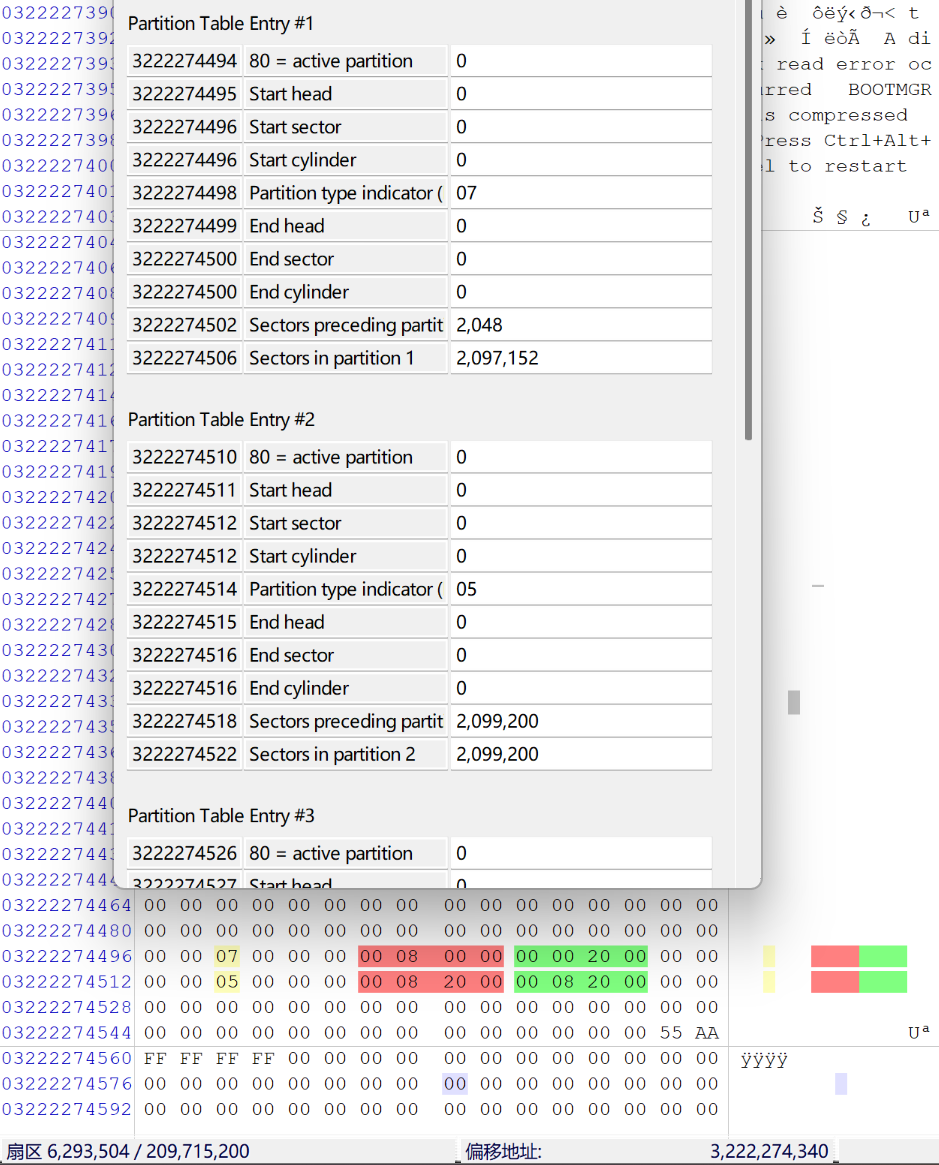 è ôëý‹ð¬< t
» Í ëòÃ A di
read error oc
BOOTMGR
compressed
Ctrl+Alt+
to restart
Š § ¿ Uª
Partition Table Entry #1
3222274494 80 = active partition 0
3222274495 Start head 0
3222274496 Start sector 0
3222274496 Start cylinder 0
3222274498 Partition type indicator ( 07
3222274499 End head 0
3222274500 End sector 0
3222274500 End cylinder 0
3222274502 Sectors preceding partit 2,048
3222274506 Sectors in partition 1 2,097,152
Partition Table Entry #2
3222274510 80 = active partition 0
3222274511 Start head 0
3222274512 Start sector 0
3222274512 Start cylinder 0
3222274514 Partition type indicator ( 05
3222274515 End head 0
3222274516 End sector 0
3222274516 End cylinder 0
3222274518 Sectors preceding partit 2,099,200
3222274522 Sectors in partition 2 2,099,200
Partition Table Entry #3
3222274526 80 = active partition 0
3222274527 Start head 0
03222274464 00 00 00 00 00 00 00 00 00 00 00 00 00 00 00 00
03222274480 00 00 00 00 00 00 00 00 00 00 00 00 00 00 00 00
03222274496 00 00 07 00 00 00 00 08 00 00 00 00 20 00 00 00
03222274512 00 00 05 00 00 00 00 08 20 00 00 08 20 00 00 00
03222274528 00 00 00 00 00 00 00 00 00 00 00 00 00 00 00 00
03222274544 00 00 00 00 00 00 00 00 00 00 00 00 00 00 55 AA Uª
03222274560 FF FF FF FF 00 00 00 00 00 00 00 00 00 00 00 00 ÿÿÿÿ
03222274576 00 00 00 00 00 00 00 00 00 00 00 00 00 00 00 00
03222274592 00 00 00 00 00 00 00 00 00 00 00 00 00 00 00 00
扇区 6,293,504 / 209,715,200 偏移地址: 3,222,274,340